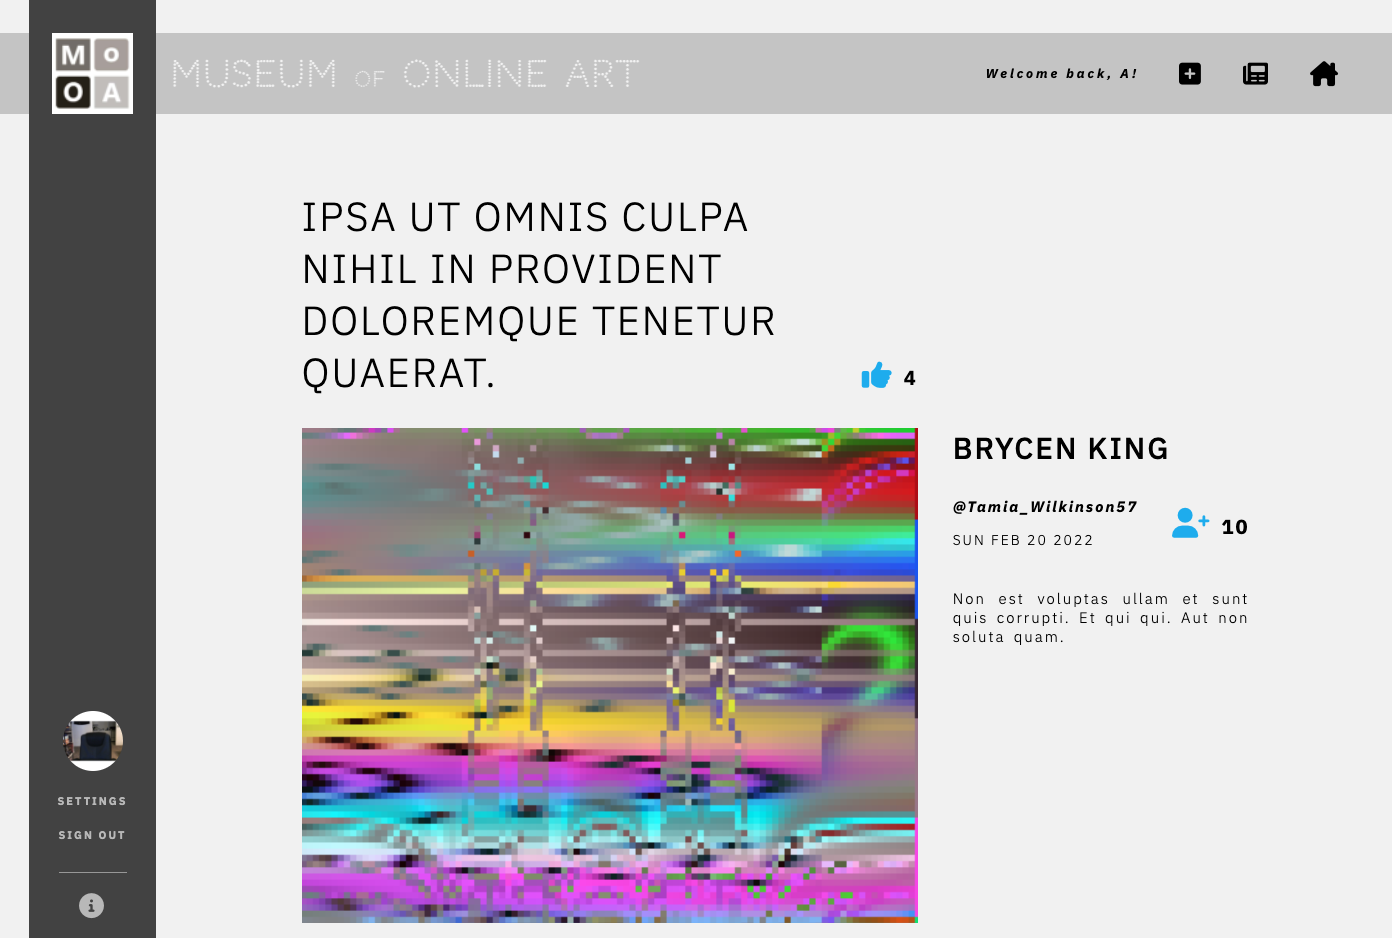 M O
O A
MUSEUM OF ONLINE ART
Welcome back, A!
IPSA UT OMNIS CULPA
NIHIL IN PROVIDENT
DOLOREMQUE TENETUR
QUAERAT.
4
BRYCEN KING
@Tamia_Wilkinson57
SUN FEB 20 2022
10
Non est voluptas ullam et sunt
quis corrupti. Et qui qui. Aut non
soluta quam.
SETTINGS
SIGN OUT